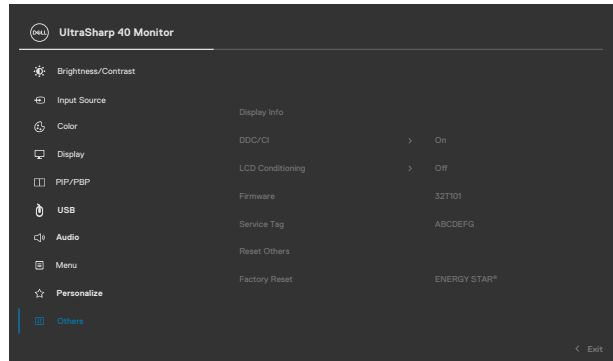 DELL UltraSharp 40 Monitor
Brightness/Contrast
Input Source
Color
Display
PIP/PBP
USB
Audio
Menu
Personalize
Others
Display Info
DDC/CI > On
LCD Conditioning > Off
Firmware 32T101
Service Tag ABCDEFG
Reset Others
Factory Reset ENERGY STAR®
< Exit